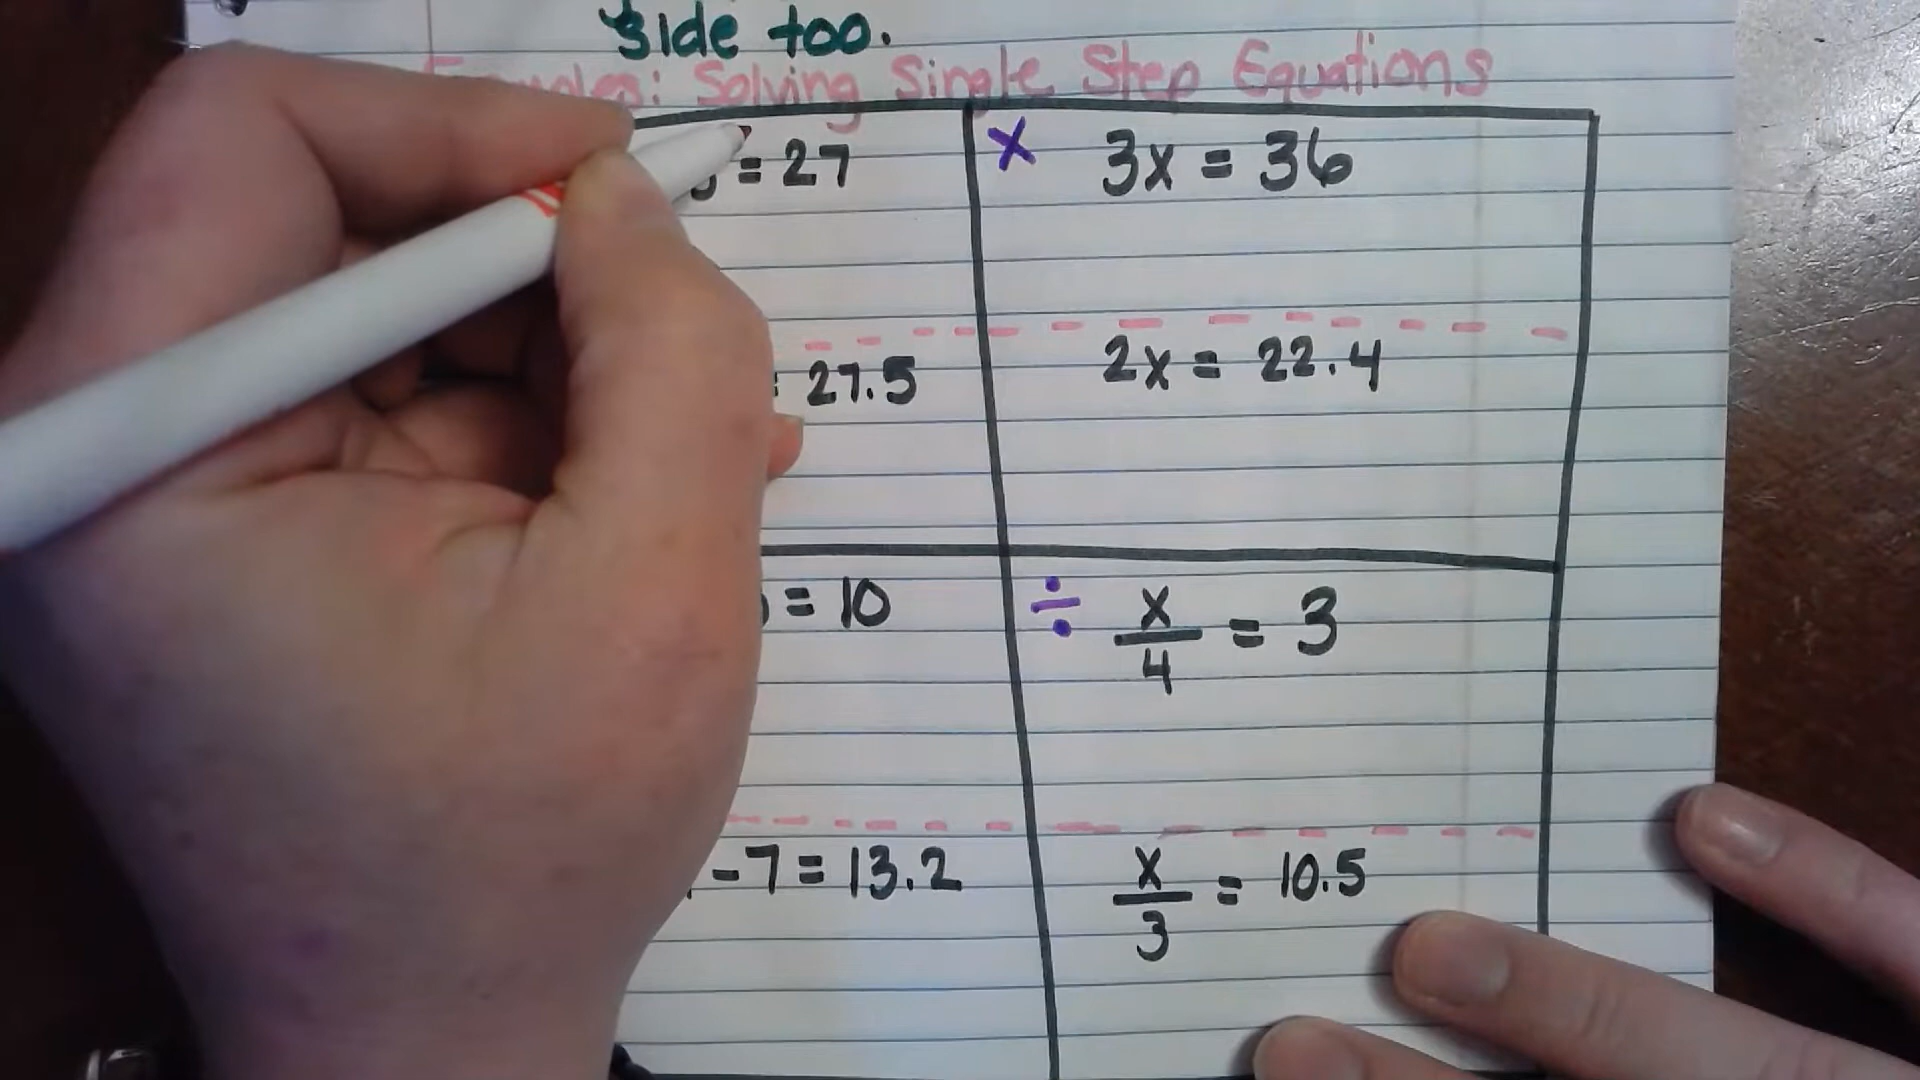 side too.
Solving Single Step Equations
= 27
× 3x = 36
= 27.5
2x = 22.4
= 10
÷ x/4 = 3
- 7 = 13.2
x/3 = 10.5